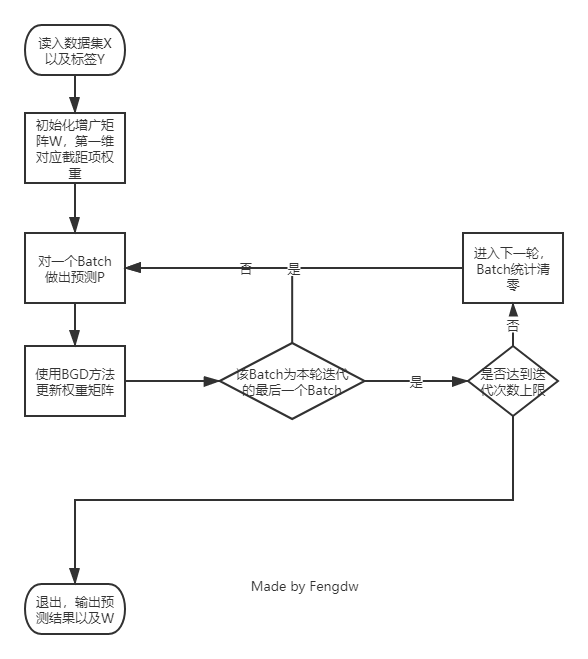 读入数据集X
以及标签Y
初始化增广矩
阵W，第一维
对应截距项权
重
对一个Batch
做出预测P
否
是
进入下一轮，
Batch统计清
零
否
使用BGD方法
更新权重矩阵
该Batch为本轮迭代
的最后一个Batch
是
是否达到迭
代次数上限
Made by Fengdw
退出，输出预
测结果以及W